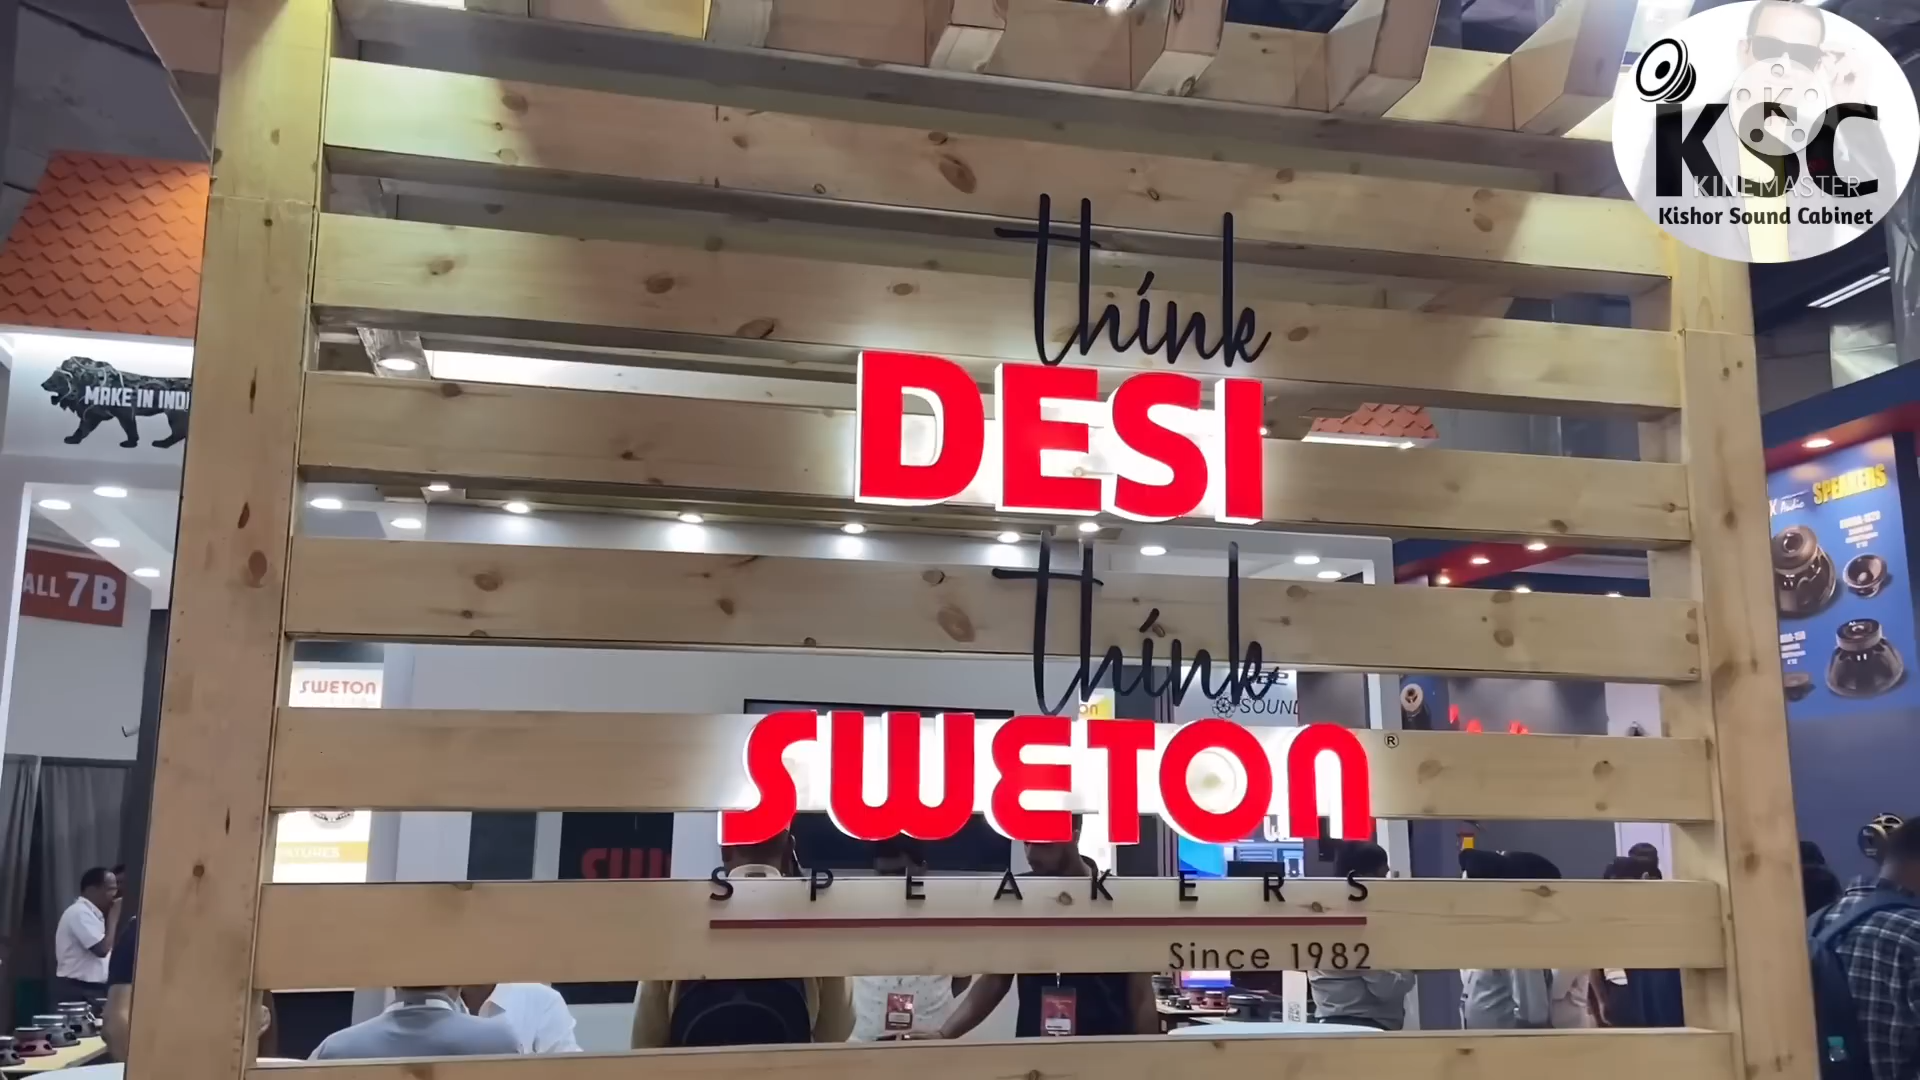 KSC
KINEMASTER
Kishor Sound Cabinet
think
DESI
think
SWETON®
SPEAKERS
Since 1982
MAKE IN INDI
ALL 7B
SWETON
SOUND
SPEAKERS